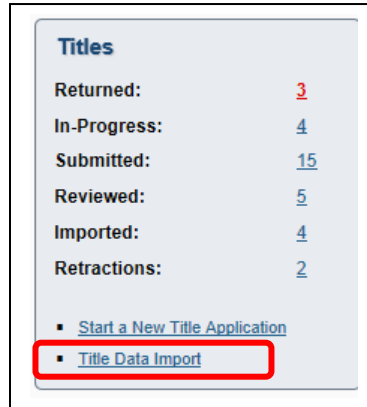 Titles
Returned: 3
In-Progress: 4
Submitted: 15
Reviewed: 5
Imported: 4
Retractions: 2
▪ Start a New Title Application
▪ Title Data Import